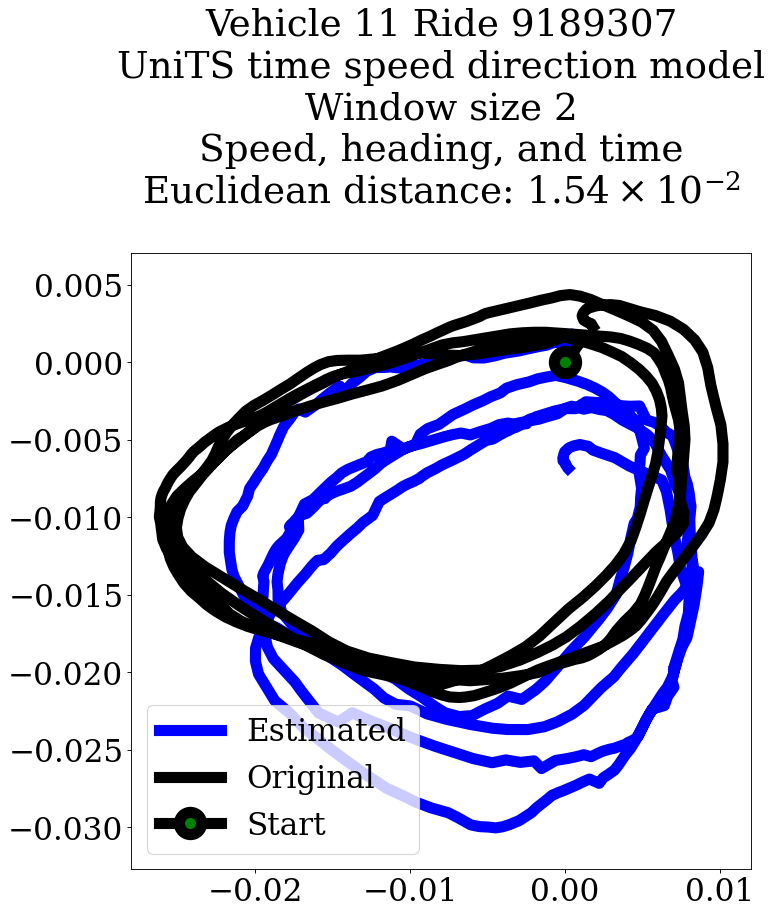 Vehicle 11 Ride 9189307
UniTS time speed direction model
Window size 2
Speed, heading, and time
Euclidean distance: 1.54 × 10⁻²
0.005
0.000
−0.005
−0.010
−0.015
−0.020
−0.025
−0.030
Estimated
Original
Start
−0.02
−0.01
0.00
0.01